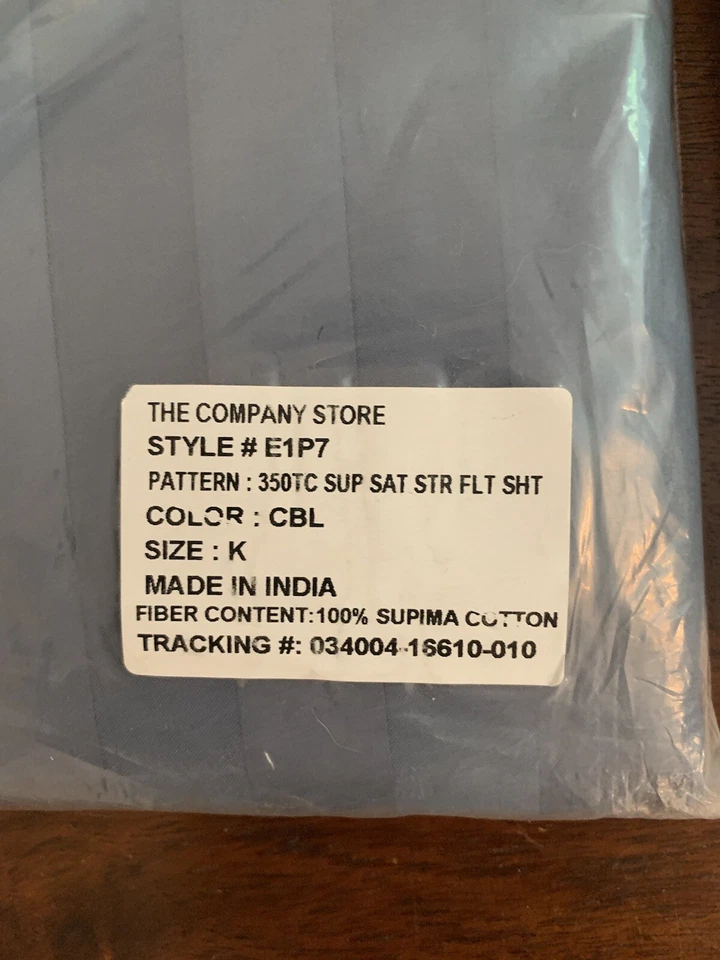 THE COMPANY STORE
STYLE # E1P7
PATTERN : 350TC SUP SAT STR FLT SHT
COLOR : CBL
SIZE : K
MADE IN INDIA
FIBER CONTENT:100% SUPIMA COTTON
TRACKING #: 034004-16610-010